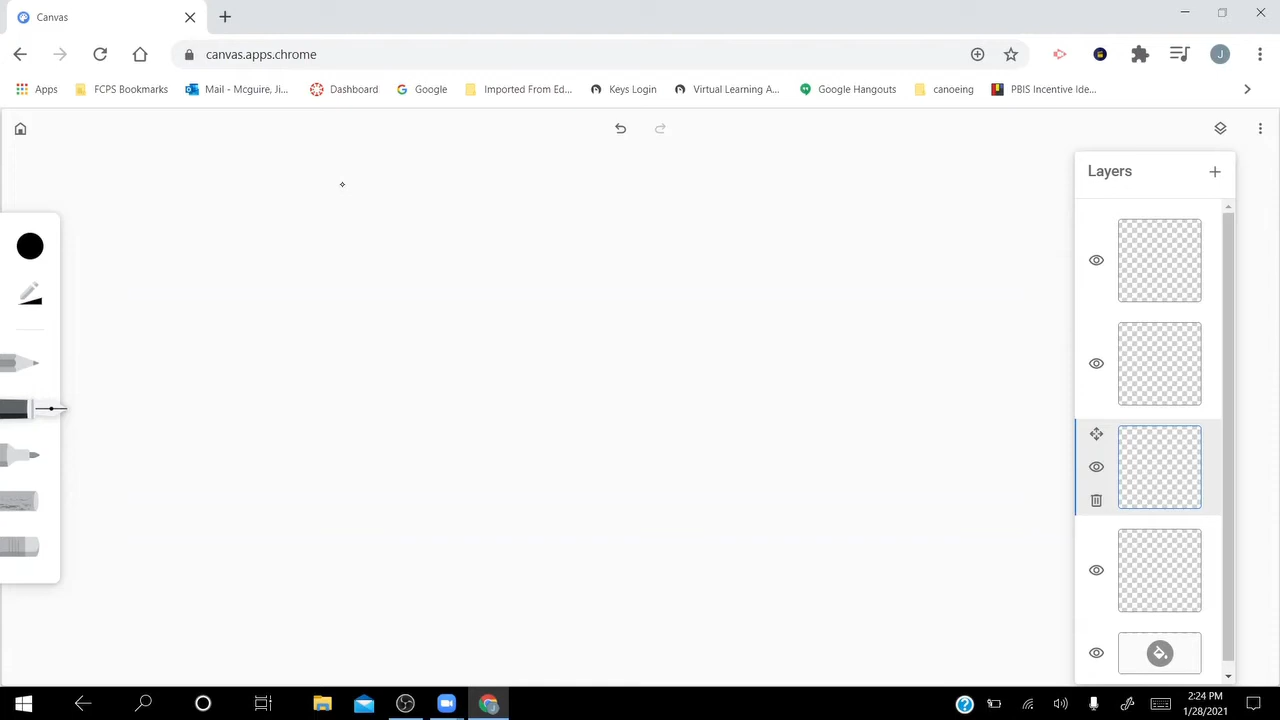 Canvas
canvas.apps.chrome
J
Apps
FCPS Bookmarks
Mail - Mcguire, Ji...
Dashboard
Google
Imported From Ed...
Keys Login
Virtual Learning A...
Google Hangouts
canoeing
PBIS Incentive Ide...
Layers
2:24 PM
1/28/2021